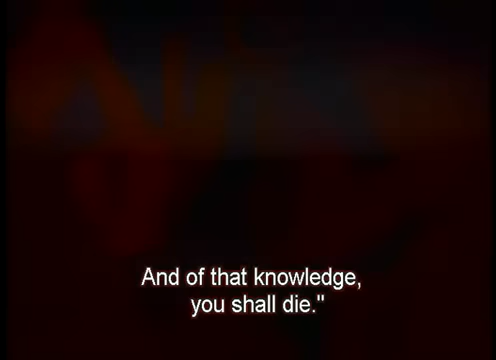 And of that knowledge,
you shall die."